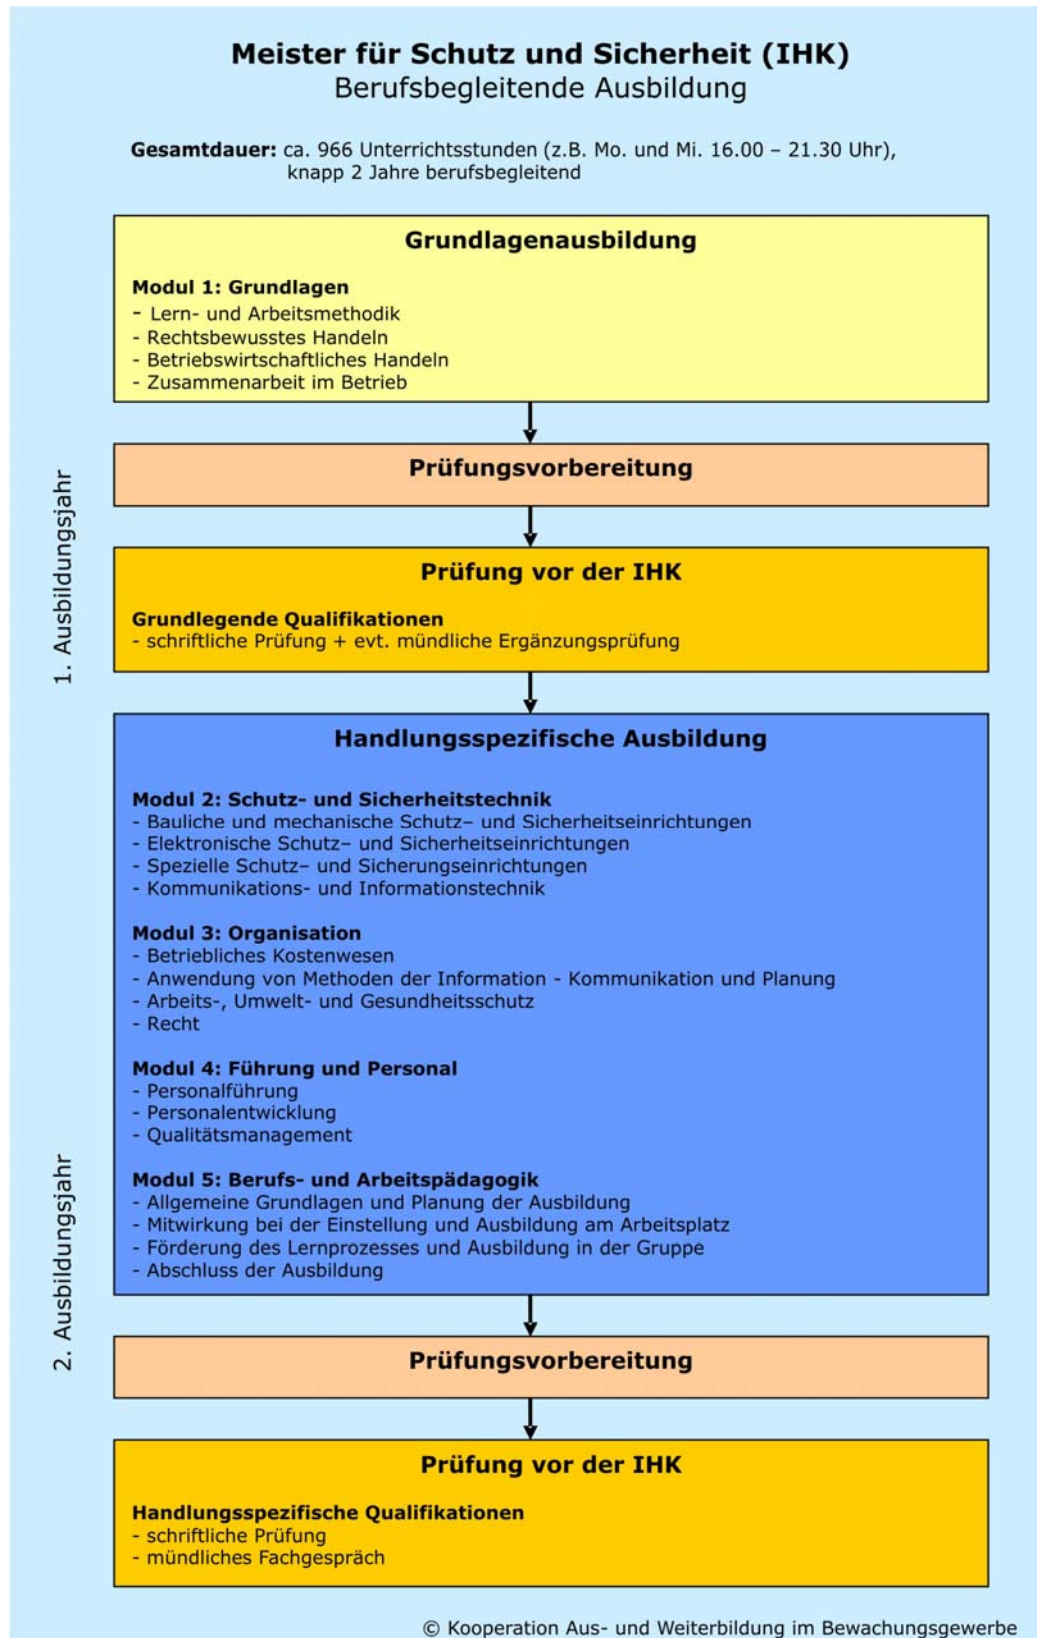 Meister für Schutz und Sicherheit (IHK)
Berufsbegleitende Ausbildung
Gesamtdauer: ca. 966 Unterrichtsstunden (z.B. Mo. und Mi. 16.00 – 21.30 Uhr),
knapp 2 Jahre berufsbegleitend
1. Ausbildungsjahr
Grundlagenausbildung
Modul 1: Grundlagen
- Lern- und Arbeitsmethodik
- Rechtsbewusstes Handeln
- Betriebswirtschaftliches Handeln
- Zusammenarbeit im Betrieb
Prüfungsvorbereitung
Prüfung vor der IHK
Grundlegende Qualifikationen
- schriftliche Prüfung + evt. mündliche Ergänzungsprüfung
2. Ausbildungsjahr
Handlungsspezifische Ausbildung
Modul 2: Schutz- und Sicherheitstechnik
- Bauliche und mechanische Schutz– und Sicherheitseinrichtungen
- Elektronische Schutz– und Sicherheitseinrichtungen
- Spezielle Schutz– und Sicherungseinrichtungen
- Kommunikations- und Informationstechnik
Modul 3: Organisation
- Betriebliches Kostenwesen
- Anwendung von Methoden der Information - Kommunikation und Planung
- Arbeits-, Umwelt- und Gesundheitsschutz
- Recht
Modul 4: Führung und Personal
- Personalführung
- Personalentwicklung
- Qualitätsmanagement
Modul 5: Berufs- und Arbeitspädagogik
- Allgemeine Grundlagen und Planung der Ausbildung
- Mitwirkung bei der Einstellung und Ausbildung am Arbeitsplatz
- Förderung des Lernprozesses und Ausbildung in der Gruppe
- Abschluss der Ausbildung
Prüfungsvorbereitung
Prüfung vor der IHK
Handlungsspezifische Qualifikationen
- schriftliche Prüfung
- mündliches Fachgespräch
© Kooperation Aus- und Weiterbildung im Bewachungsgewerbe